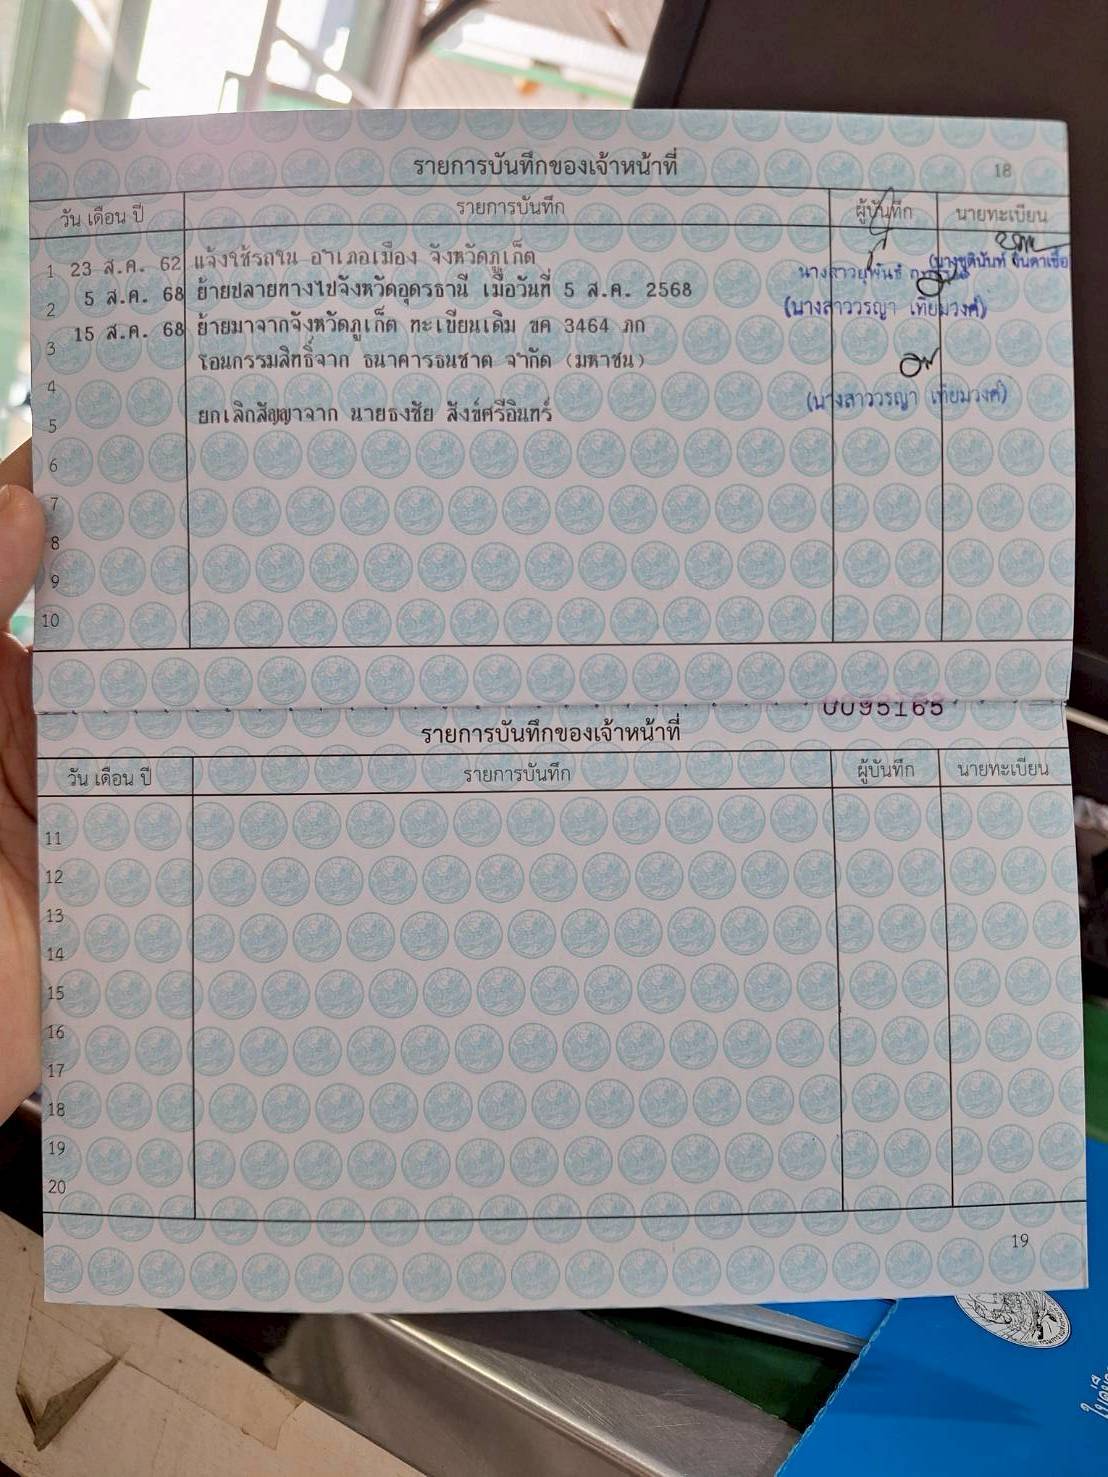 รายการบันทึกของเจ้าหน้าที่
18
วัน เดือน ปี รายการบันทึก ผู้บันทึก นายทะเบียน
1 23 ส.ค. 62 แจ้งใช้รถใน อำเภอเมือง จังหวัดภูเก็ต
2 5 ส.ค. 68 ย้ายปลายทางไปจังหวัดอุดรธานี เมื่อวันที่ 5 ส.ค. 2568
(นางสาววรญา เทียมวงศ์)
3 15 ส.ค. 68 ย้ายมาจากจังหวัดภูเก็ต ทะเบียนเดิม ขค 3464 ภก
โอนกรรมสิทธิ์จาก ธนาคารธนชาต จำกัด (มหาชน)
4
(นางสาววรญา เทียมวงศ์)
5 ยกเลิกสัญญาจาก นายธงชัย สังข์ศรีอินทร์
6
7
8
9
10
0095165
รายการบันทึกของเจ้าหน้าที่
วัน เดือน ปี รายการบันทึก ผู้บันทึก นายทะเบียน
11
12
13
14
15
16
17
18
19
20
19